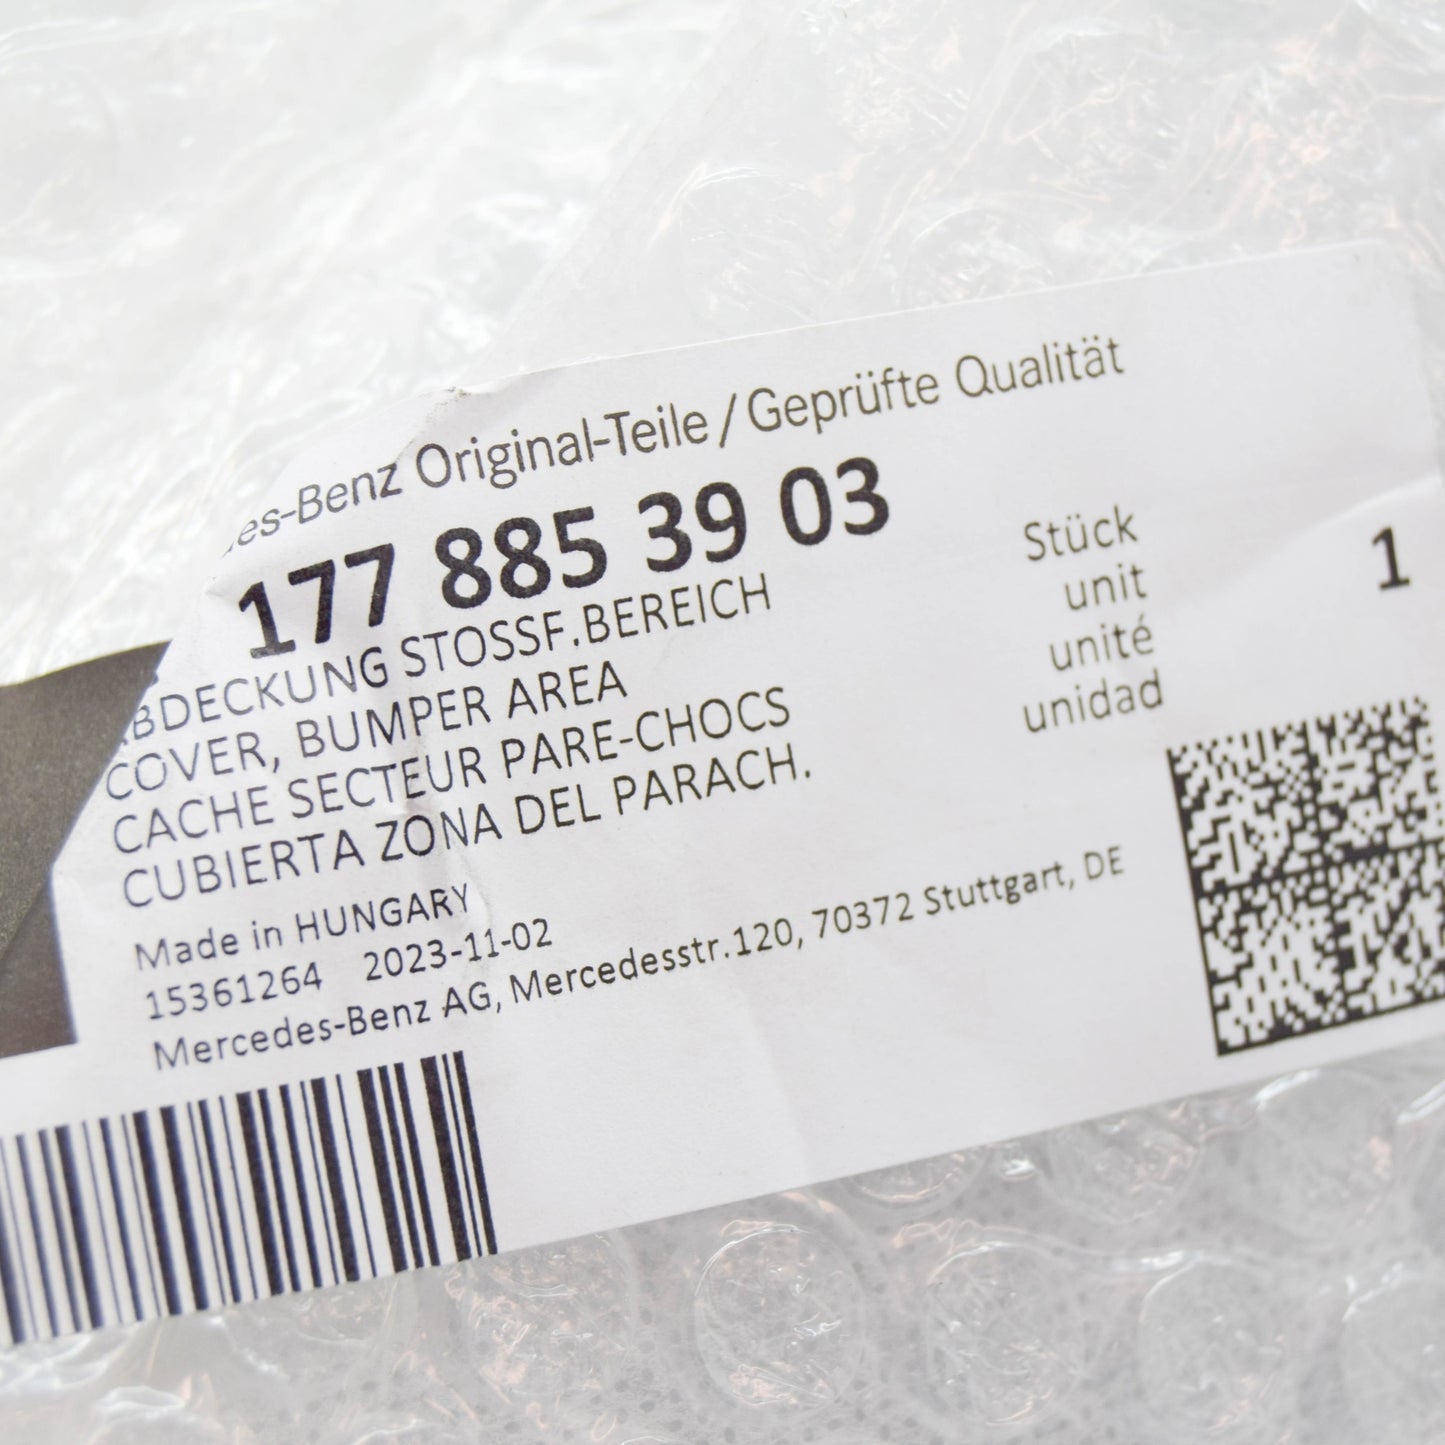 es-Benz Original-Teile / Geprüfte Qualität
177 885 39 03
BDECKUNG STOSSF.BEREICH
COVER, BUMPER AREA
CACHE SECTEUR PARE-CHOCS
CUBIERTA ZONA DEL PARACH.
Stück
unit
unité
unidad
1
Made in HUNGARY
15361264 2023-11-02
Mercedes-Benz AG, Mercedesstr.120, 70372 Stuttgart, DE